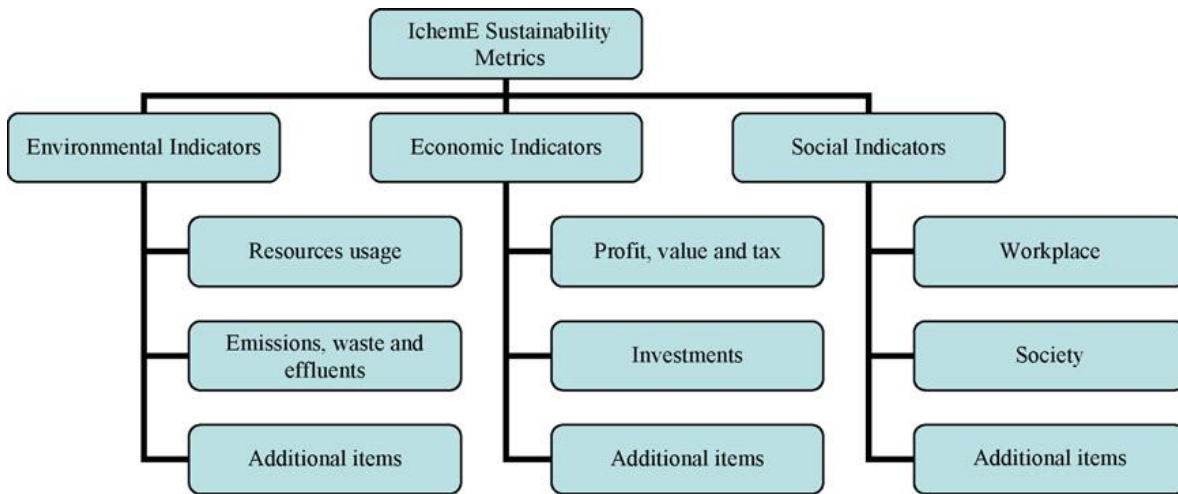 IchemE Sustainability
Metrics
Environmental Indicators
Economic Indicators
Social Indicators
Resources usage
Profit, value and tax
Workplace
Emissions, waste and
effluents
Investments
Society
Additional items
Additional items
Additional items